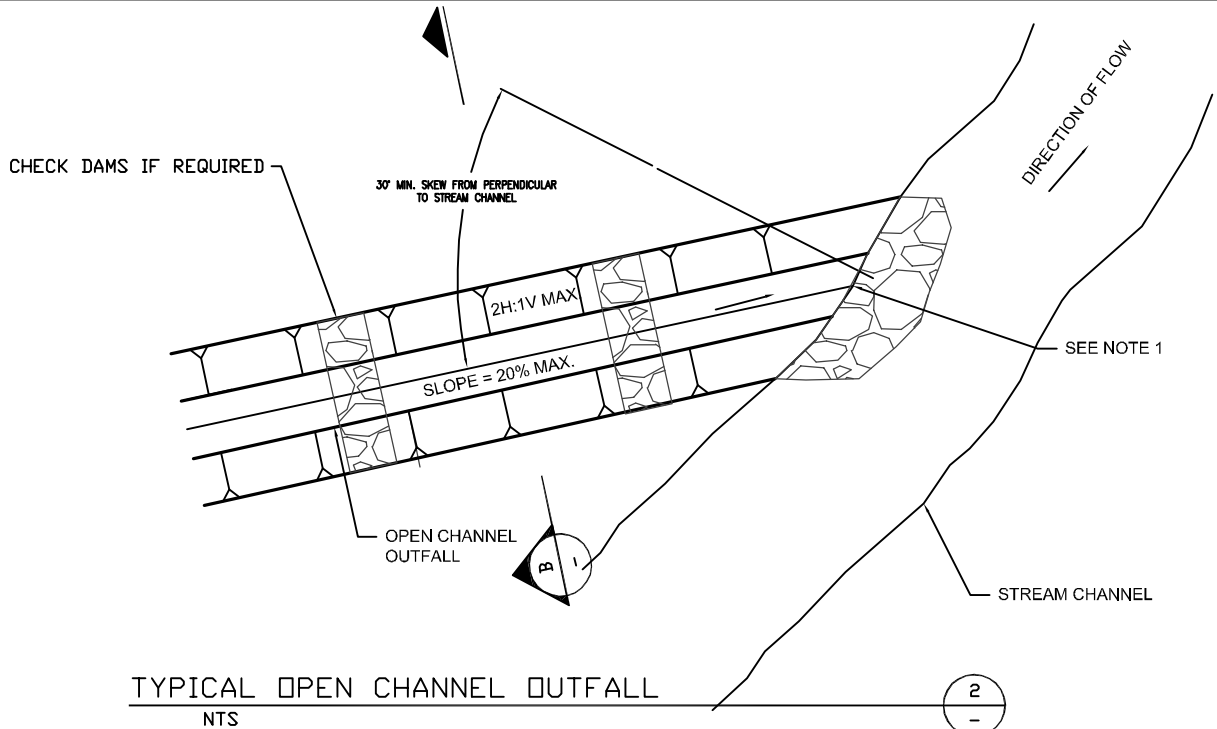 DIRECTION OF FLOW
CHECK DAMS IF REQUIRED
30' MIN. SKEW FROM PERPENDICULAR
TO STREAM CHANNEL
2H:1V MAX
SLOPE = 20% MAX.
SEE NOTE 1
OPEN CHANNEL
OUTFALL
B
-
STREAM CHANNEL
TYPICAL OPEN CHANNEL OUTFALL
NTS
2
-